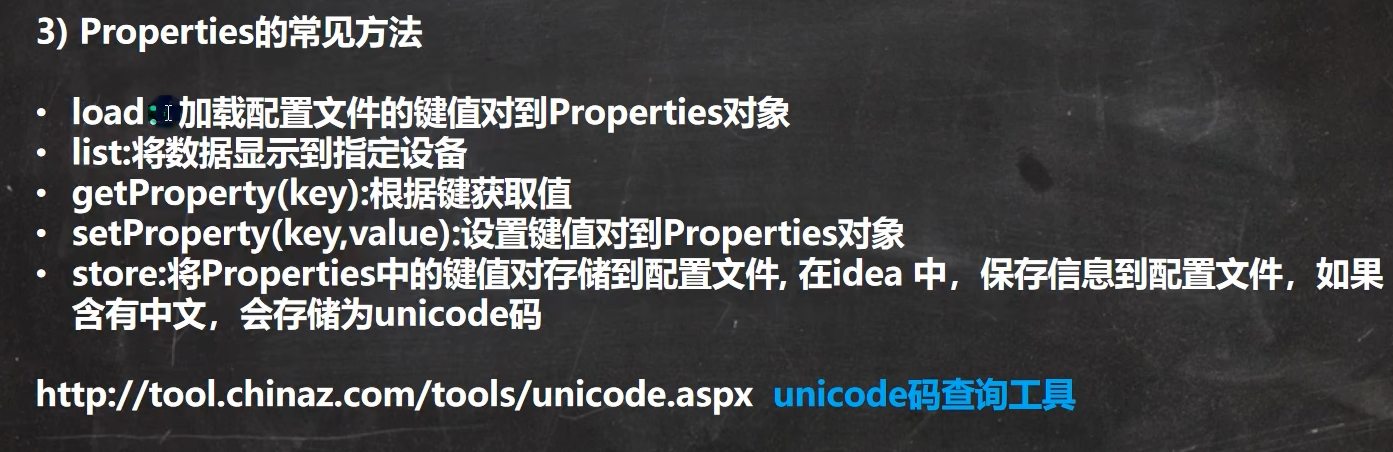 3) Properties的常见方法
• load: 加载配置文件的键值对到Properties对象
• list:将数据显示到指定设备
• getProperty(key):根据键获取值
• setProperty(key,value):设置键值对到Properties对象
• store:将Properties中的键值对存储到配置文件, 在idea 中，保存信息到配置文件，如果
含有中文，会存储为unicode码
http://tool.chinaz.com/tools/unicode.aspx unicode码查询工具